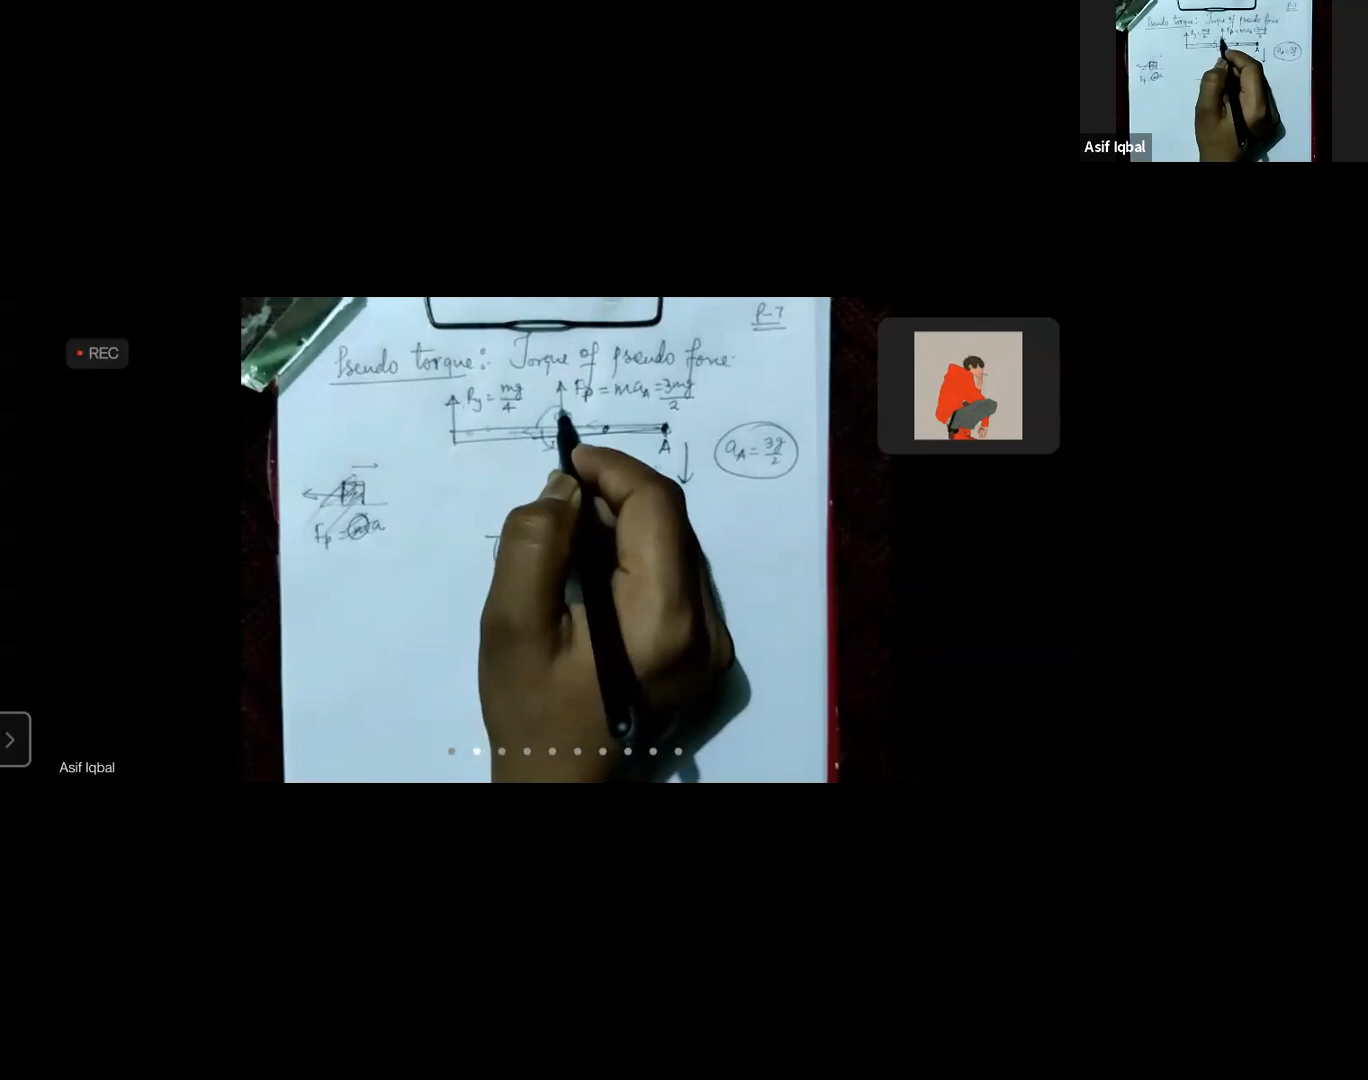 P-7
Pseudo torque: Torque of pseudo force.
Ry = mg/4 Fp = maA = 3mg/2
A
aA = 3g/2
Fp = ma
REC
Asif Iqbal
Asif Iqbal